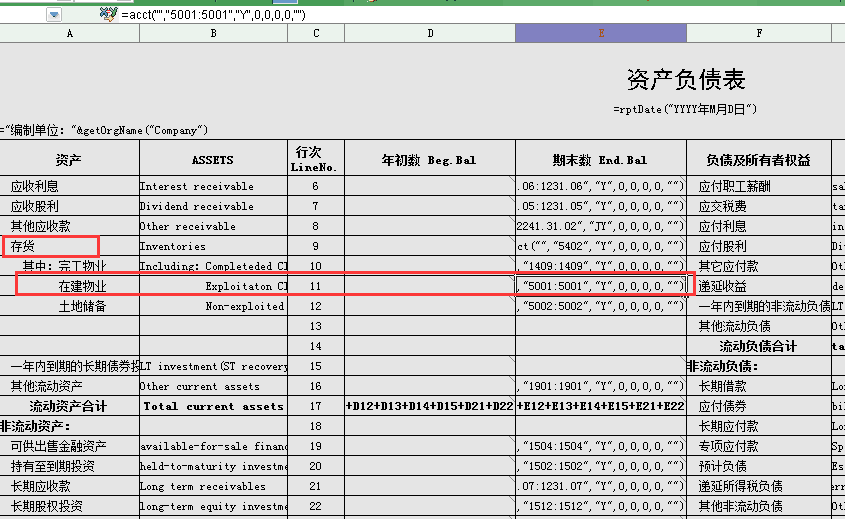 =acct("","5001:5001","Y",0,0,0,0,"")
A B C D E F
资产负债表
=rptDate("YYYY年M月D日")
="编制单位："&getOrgName("Company")
资产 ASSETS 行次 LineNo. 年初数 Beg.Bal 期末数 End.Bal 负债及所有者权益
应收利息 Interest receivable 6 .06:1231.06","Y",0,0,0,0,"") 应付职工薪酬 sa
应收股利 Dividend receivable 7 .05:1231.05","Y",0,0,0,0,"") 应交税费 ta
其他应收款 Other receivable 8 2241.31.02","JY",0,0,0,0,"") 应付利息 in
存货 Inventories 9 ct("","5402","Y",0,0,0,0,"") 应付股利 Di
其中：完工物业 Including：Completeded Cl 10 ,"1409:1409","Y",0,0,0,0,"") 其它应付款 Ot
在建物业 Exploitaton Cl 11 ,"5001:5001","Y",0,0,0,0,"") 递延收益 de
土地储备 Non-exploited 12 ,"5002:5002","Y",0,0,0,0,"") 一年内到期的非流动负债 LT
13 其他流动负债 Ot
14 流动负债合计 ta
一年内到期的长期债券投 LT investment(ST recovery 15 非流动负债：
其他流动资产 Other current assets 16 ,"1901:1901","Y",0,0,0,0,"") 长期借款 Lo
流动资产合计 Total current assets 17 +D12+D13+D14+D15+D21+D22 +E12+E13+E14+E15+E21+E22 应付债券 bi
非流动资产： 18 长期应付款 Lo
可供出售金融资产 available-for-sale financ 19 ,"1504:1504","Y",0,0,0,0,"") 专项应付款 Sp
持有至到期投资 held-to-maturity investme 20 ,"1502:1502","Y",0,0,0,0,"") 预计负债 Es
长期应收款 Long term receivables 21 .07:1231.07","Y",0,0,0,0,"") 递延所得税负债 err
长期股权投资 long-term equity investme 22 ,"1512:1512","Y",0,0,0,0,"") 其他非流动负债 Ot